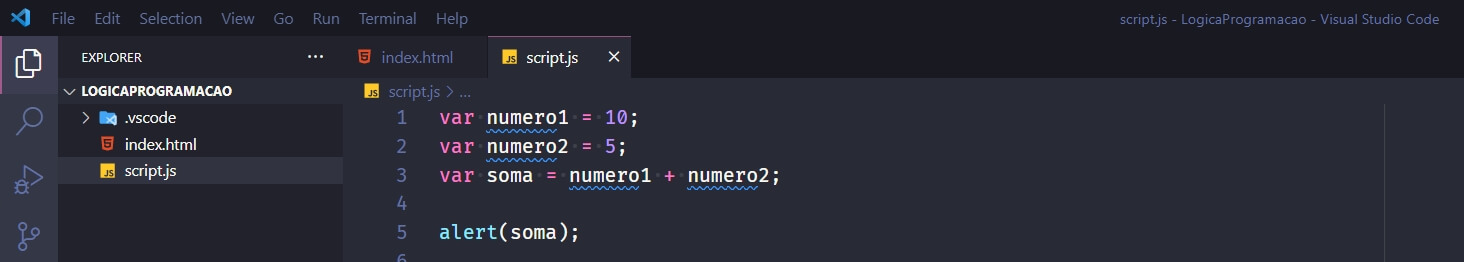 File Edit Selection View Go Run Terminal Help script.js - LogicaProgramacao - Visual Studio Code
EXPLORER
LOGICAPROGRAMACAO
.vscode
index.html
script.js
index.html script.js
script.js > ...
1 var numero1 = 10;
2 var numero2 = 5;
3 var soma = numero1 + numero2;
4
5 alert(soma);